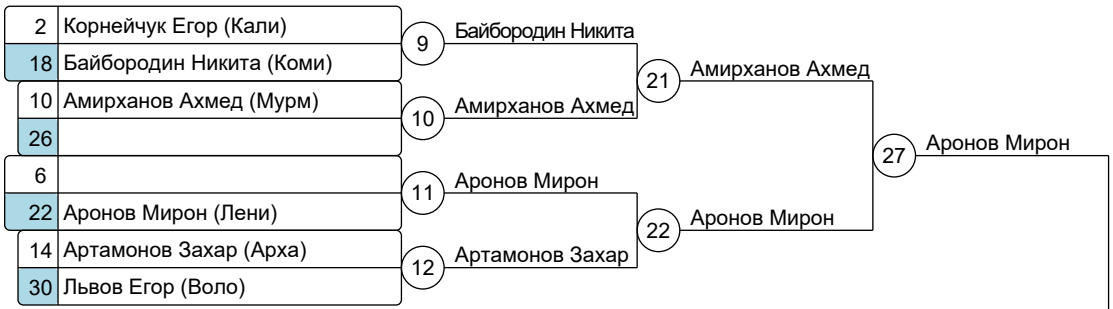 2 Корнейчук Егор (Кали)
18 Байбородин Никита (Коми)
10 Амирханов Ахмед (Мурм)
26
6
22 Аронов Мирон (Лени)
14 Артамонов Захар (Арха)
30 Львов Егор (Воло)
9 Байбородин Никита
10 Амирханов Ахмед
11 Аронов Мирон
12 Артамонов Захар
21 Амирханов Ахмед
22 Аронов Мирон
27 Аронов Мирон